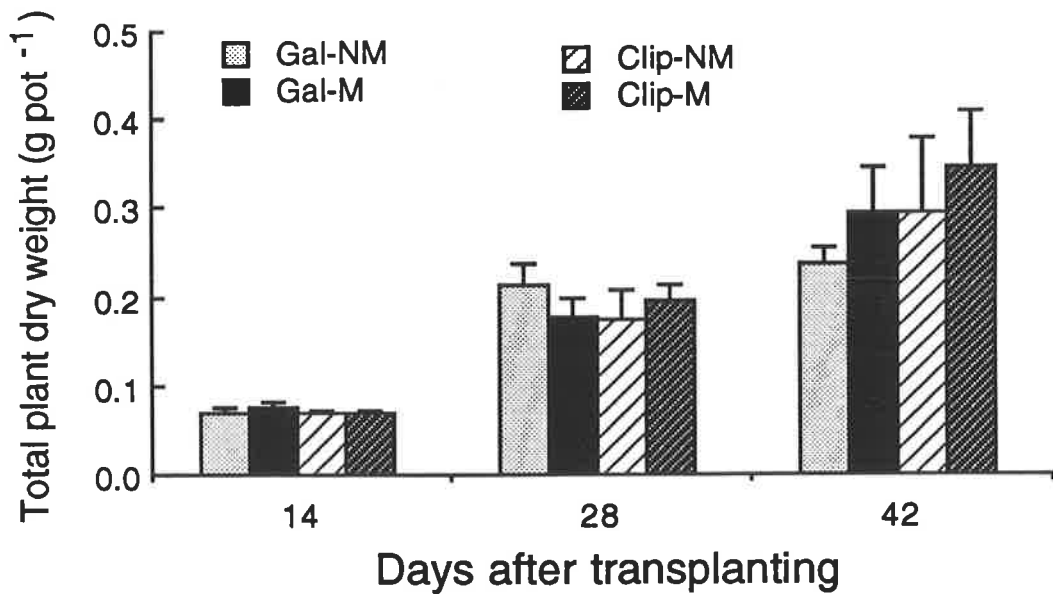 Total plant dry weight (g pot -1)
0.5
0.4
0.3
0.2
0.1
0.0
Gal-NM
Gal-M
Clip-NM
Clip-M
14
28
42
Days after transplanting